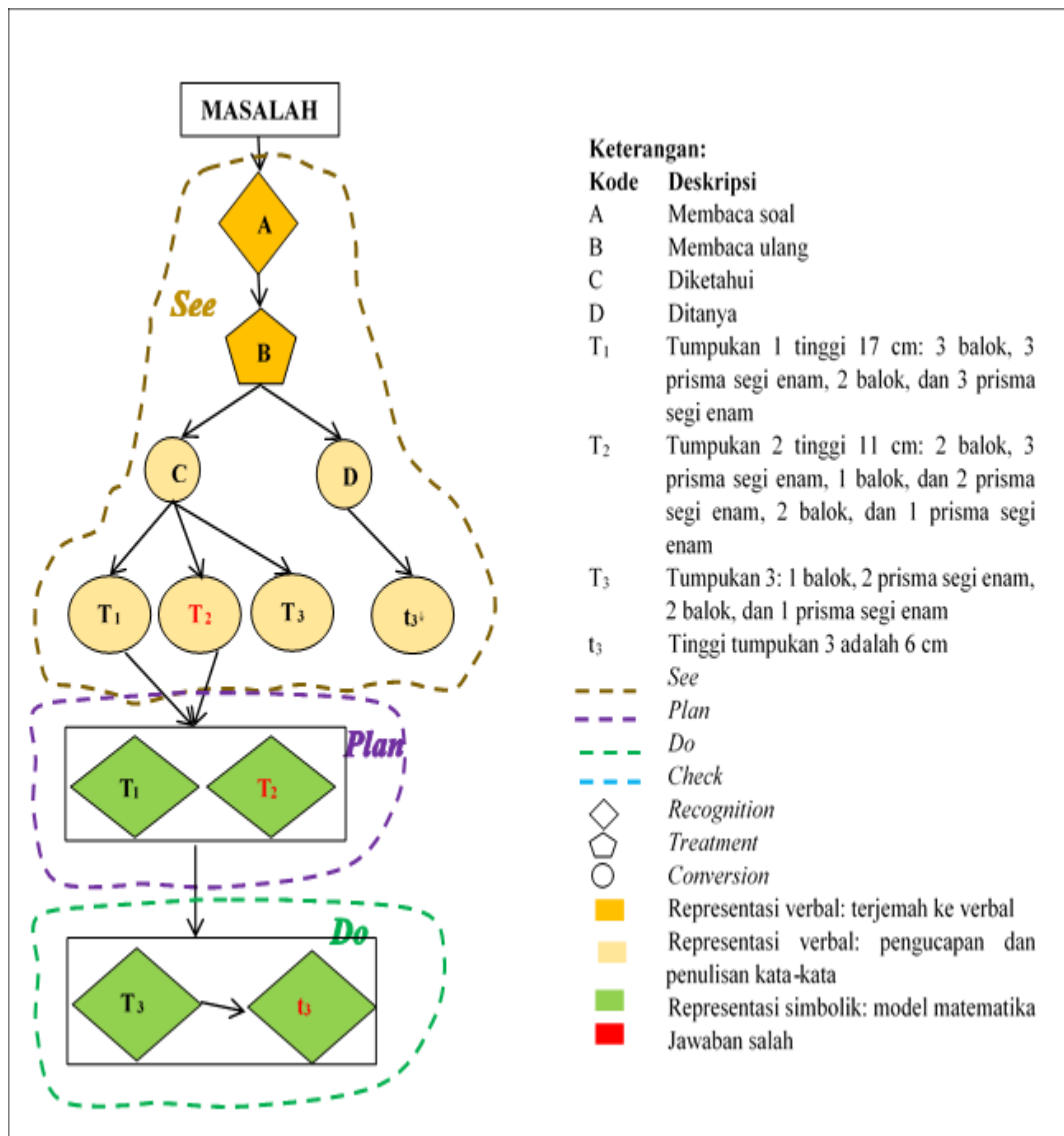 MASALAH
A
See
B
C
D
T1
T2
T3
t3
Plan
T1
T2
Do
T3
t3
Keterangan:
Kode Deskripsi
A Membaca soal
B Membaca ulang
C Diketahui
D Ditanya
T1 Tumpukan 1 tinggi 17 cm: 3 balok, 3
prisma segi enam, 2 balok, dan 3 prisma
segi enam
T2 Tumpukan 2 tinggi 11 cm: 2 balok, 3
prisma segi enam, 1 balok, dan 2 prisma
segi enam, 2 balok, dan 1 prisma segi
enam
T3 Tumpukan 3: 1 balok, 2 prisma segi enam,
2 balok, dan 1 prisma segi enam
t3 Tinggi tumpukan 3 adalah 6 cm
See
Plan
Do
Check
Recognition
Treatment
Conversion
Representasi verbal: terjemah ke verbal
Representasi verbal: pengucapan dan
penulisan kata-kata
Representasi simbolik: model matematika
Jawaban salah